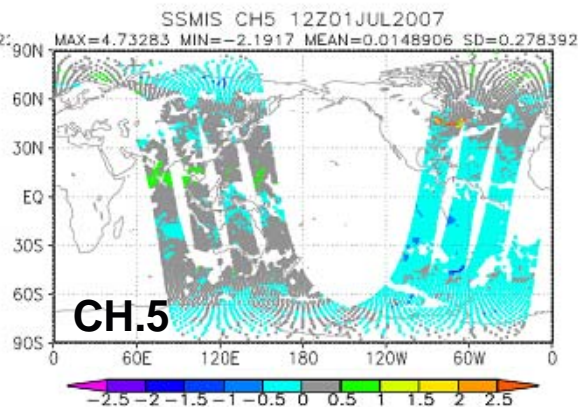 SSMIS CH5 12Z01JUL2007
MAX=4.73283 MIN=-2.1917 MEAN=0.0148906 SD=0.278392
90N
60N
30N
EQ
30S
60S
90S
CH.5
0 60E 120E 180 120W 60W 0
-2.5 -2 -1.5 -1 -0.5 0 0.5 1 1.5 2 2.5